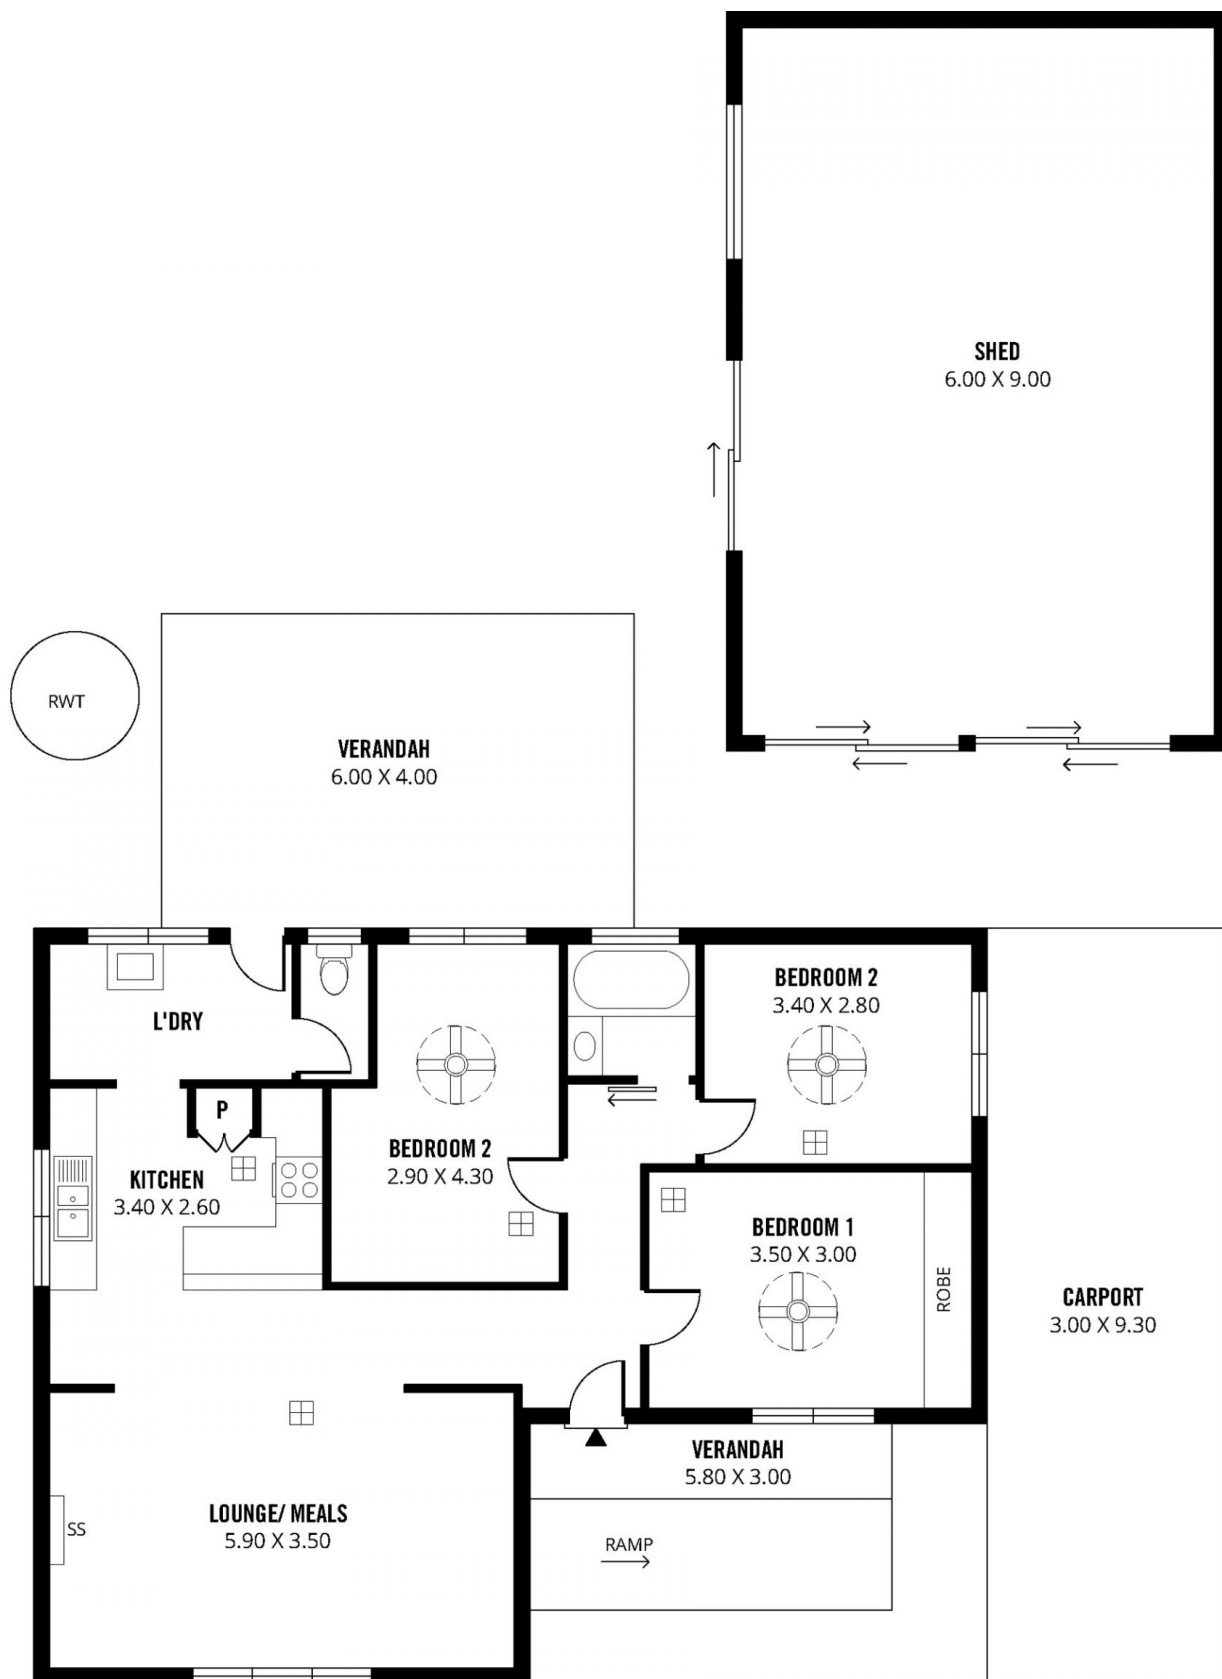 SHED
6.00 X 9.00
RWT
VERANDAH
6.00 X 4.00
L'DRY
BEDROOM 2
3.40 X 2.80
P
KITCHEN
3.40 X 2.60
BEDROOM 2
2.90 X 4.30
BEDROOM 1
3.50 X 3.00
ROBE
CARPORT
3.00 X 9.30
VERANDAH
5.80 X 3.00
LOUNGE/ MEALS
5.90 X 3.50
SS
RAMP